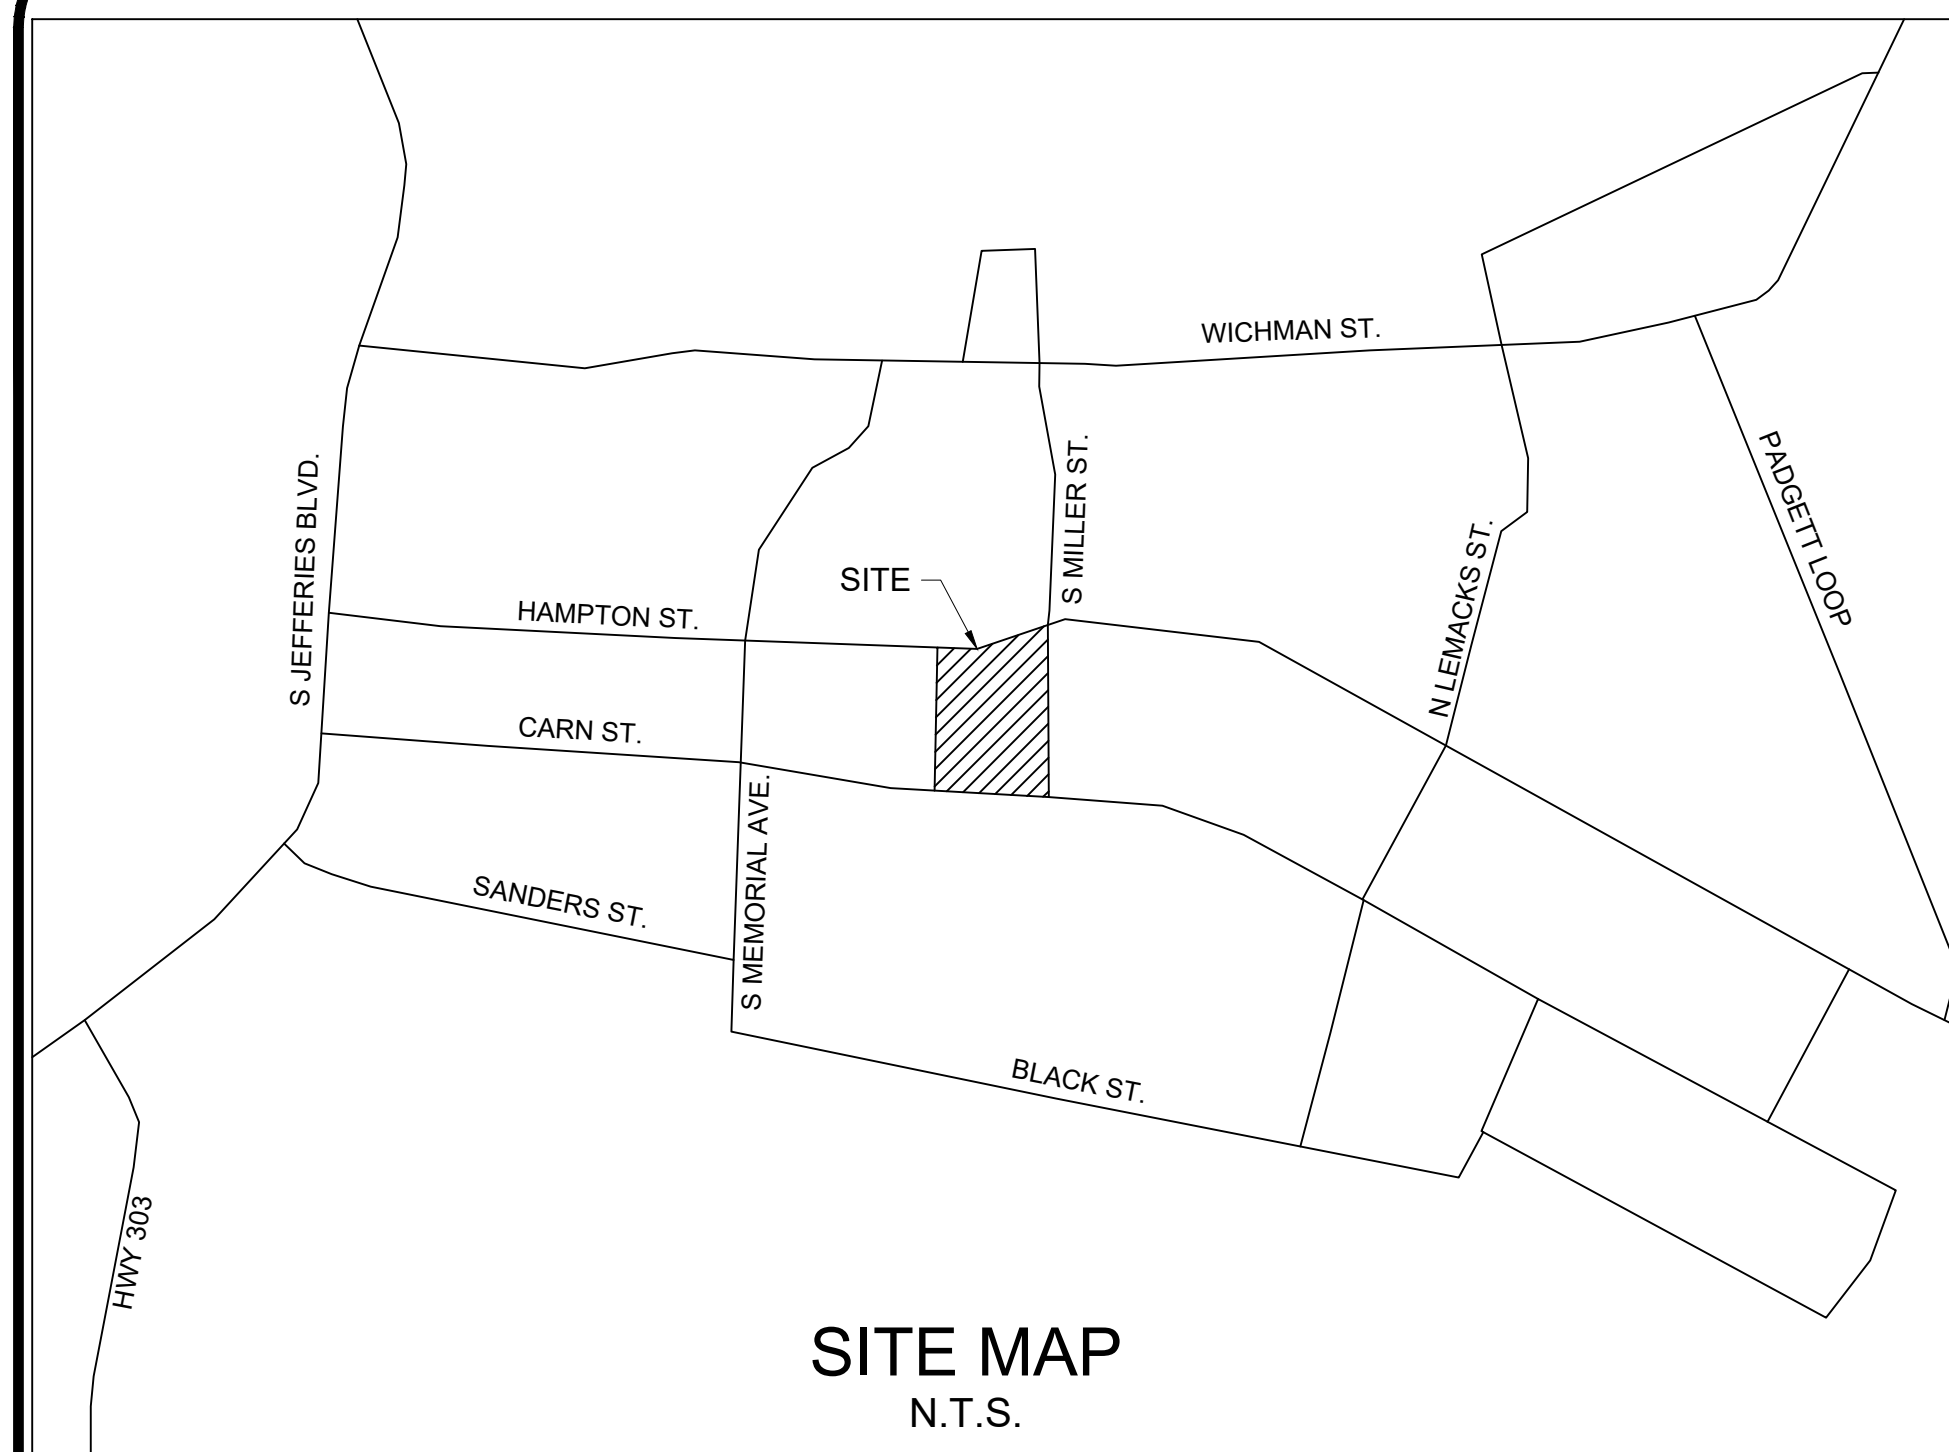 WICHMAN ST.
S JEFFERIES BLVD.
S MILLER ST.
PADGETT LOOP
SITE
N LEMACKS ST.
HAMPTON ST.
CARN ST.
S MEMORIAL AVE.
SANDERS ST.
BLACK ST.
HWY 303
SITE MAP
N.T.S.